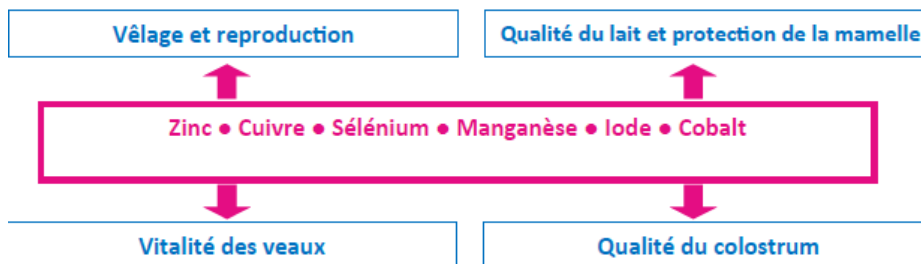 Vêlage et reproduction
Qualité du lait et protection de la mamelle
Zinc ● Cuivre ● Sélénium ● Manganèse ● Iode ● Cobalt
Vitalité des veaux
Qualité du colostrum